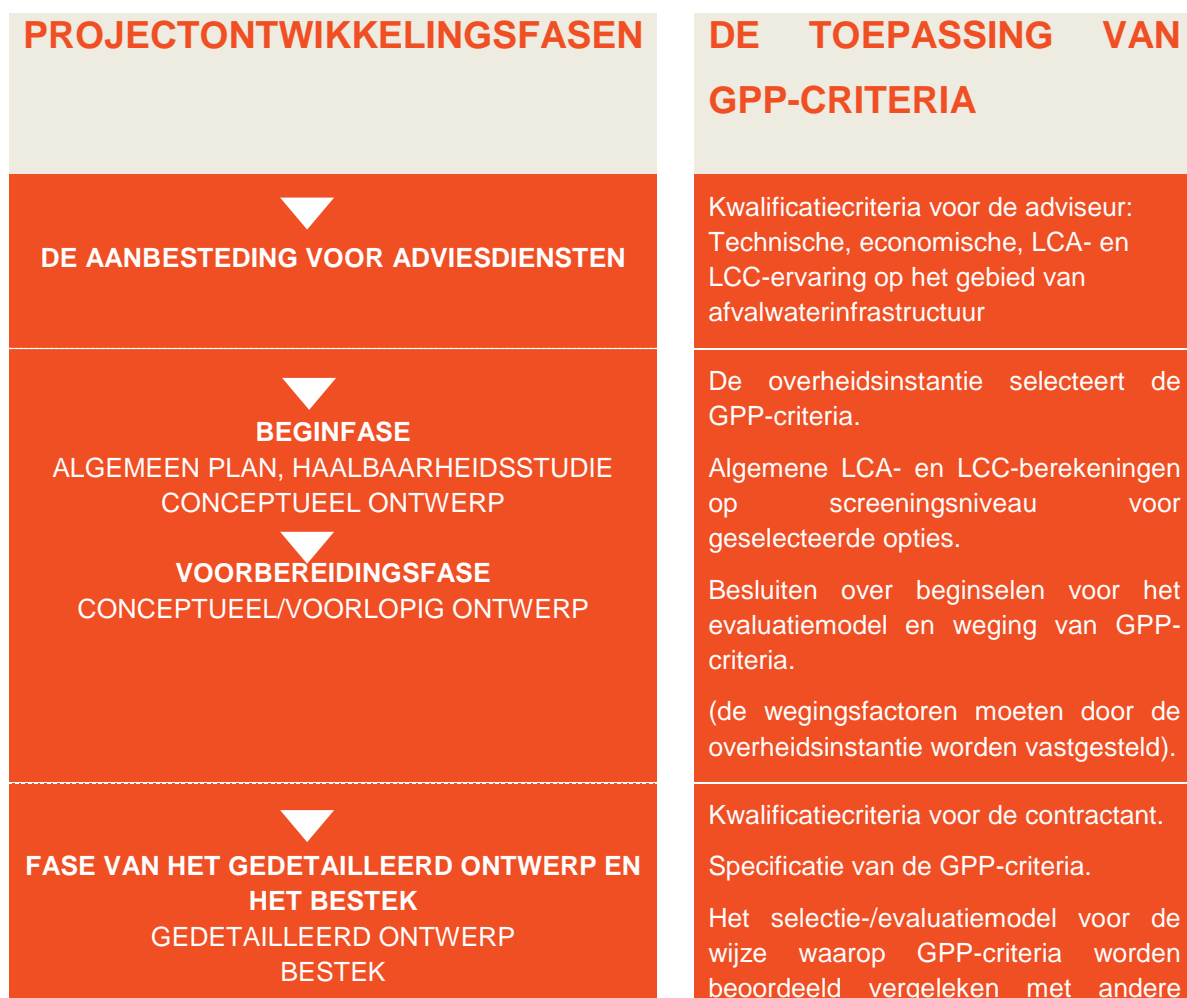 PROJECTONTWIKKELINGSFASEN
DE TOEPASSING VAN
GPP-CRITERIA
DE AANBESTEDING VOOR ADVIESDIENSTEN
Kwalificatiecriteria voor de adviseur:
Technische, economische, LCA- en
LCC-ervaring op het gebied van
afvalwaterinfrastructuur
BEGINFASE
ALGEMEEN PLAN, HAALBAARHEIDSSTUDIE
CONCEPTUEEL ONTWERP
VOORBEREIDINGSFASE
CONCEPTUEEL/VOORLOPIG ONTWERP
De overheidsinstantie selecteert de
GPP-criteria.
Algemene LCA- en LCC-berekeningen
op screeningsniveau voor
geselecteerde opties.
Besluiten over beginselen voor het
evaluatiemodel en weging van GPP-
criteria.
(de wegingsfactoren moeten door de
overheidsinstantie worden vastgesteld).
FASE VAN HET GEDETAILLEERD ONTWERP EN
HET BESTEK
GEDETAILLEERD ONTWERP
BESTEK
Kwalificatiecriteria voor de contractant.
Specificatie van de GPP-criteria.
Het selectie-/evaluatiemodel voor de
wijze waarop GPP-criteria worden
beoordeeld vergeleken met andere